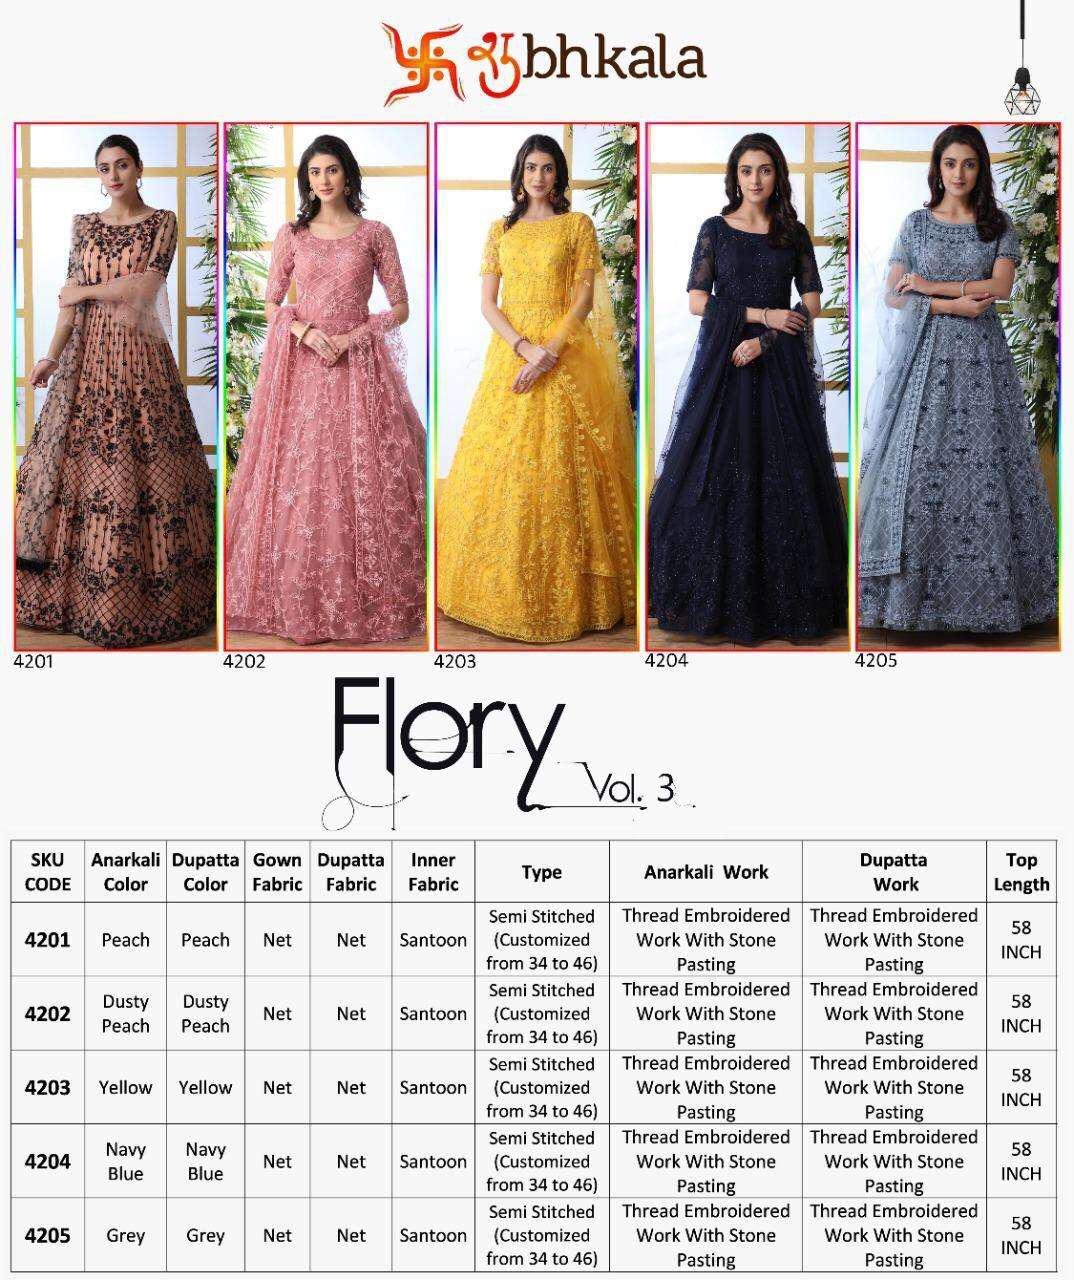 शुbhkala
4201 4202 4203 4204 4205
Flory
Vol. 3
SKU CODE | Anarkali Color | Dupatta Color | Gown Fabric | Dupatta Fabric | Inner Fabric | Type | Anarkali Work | Dupatta Work | Top Length
4201 | Peach | Peach | Net | Net | Santoon | Semi Stitched (Customized from 34 to 46) | Thread Embroidered Work With Stone Pasting | Thread Embroidered Work With Stone Pasting | 58 INCH
4202 | Dusty Peach | Dusty Peach | Net | Net | Santoon | Semi Stitched (Customized from 34 to 46) | Thread Embroidered Work With Stone Pasting | Thread Embroidered Work With Stone Pasting | 58 INCH
4203 | Yellow | Yellow | Net | Net | Santoon | Semi Stitched (Customized from 34 to 46) | Thread Embroidered Work With Stone Pasting | Thread Embroidered Work With Stone Pasting | 58 INCH
4204 | Navy Blue | Navy Blue | Net | Net | Santoon | Semi Stitched (Customized from 34 to 46) | Thread Embroidered Work With Stone Pasting | Thread Embroidered Work With Stone Pasting | 58 INCH
4205 | Grey | Grey | Net | Net | Santoon | Semi Stitched (Customized from 34 to 46) | Thread Embroidered Work With Stone Pasting | Thread Embroidered Work With Stone Pasting | 58 INCH